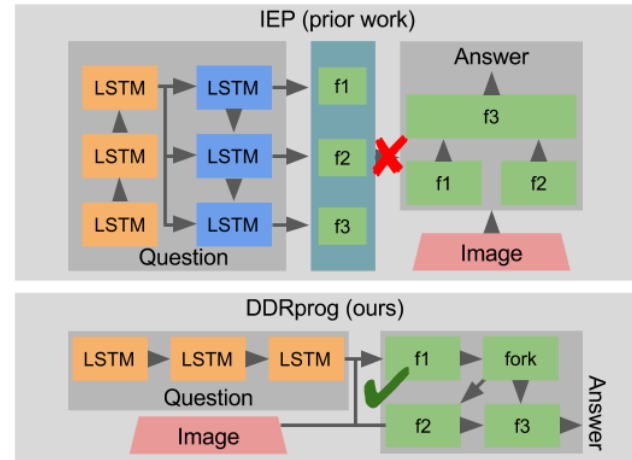 IEP (prior work)
LSTM LSTM f1 Answer
f3
LSTM LSTM f2 f1 f2
LSTM LSTM f3
Question Image
DDRprog (ours)
LSTM LSTM LSTM f1 fork
Question
Image f2 f3
Answer